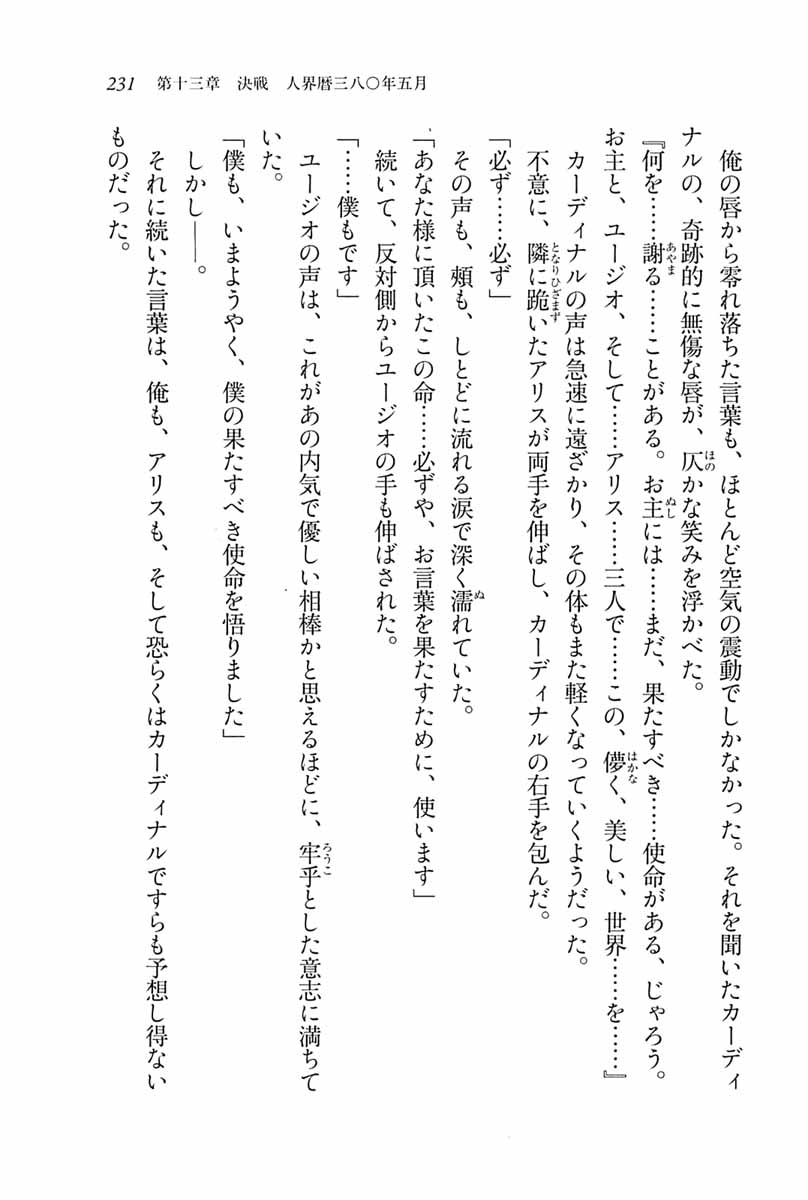 231　第十三章　決戦　人界暦三八〇年五月
　俺の唇から零れ落ちた言葉も、ほとんど空気の震動でしかなかった。それを聞いたカーディ
ナルの、奇跡的に無傷な唇が、仄かな笑みを浮かべた。
『何を……謝る……ことがある。お主には……まだ、果たすべき……使命がある、じゃろう。
お主と、ユージオ、そして……アリス……三人で……この、儚く、美しい、世界……を……』
　カーディナルの声は急速に遠ざかり、その体もまた軽くなっていくようだった。
　不意に、隣に跪いたアリスが両手を伸ばし、カーディナルの右手を包んだ。
「必ず……必ず」
　その声も、頰も、しとどに流れる涙で深く濡れていた。
「あなた様に頂いたこの命……必ずや、お言葉を果たすために、使います」
　続いて、反対側からユージオの手も伸ばされた。
「……僕もです」
　ユージオの声は、これがあの内気で優しい相棒かと思えるほどに、牢乎とした意志に満ちて
いた。
「僕も、いまようやく、僕の果たすべき使命を悟りました」
　しかし――。
　それに続いた言葉は、俺も、アリスも、そして恐らくはカーディナルですらも予想し得ない
ものだった。